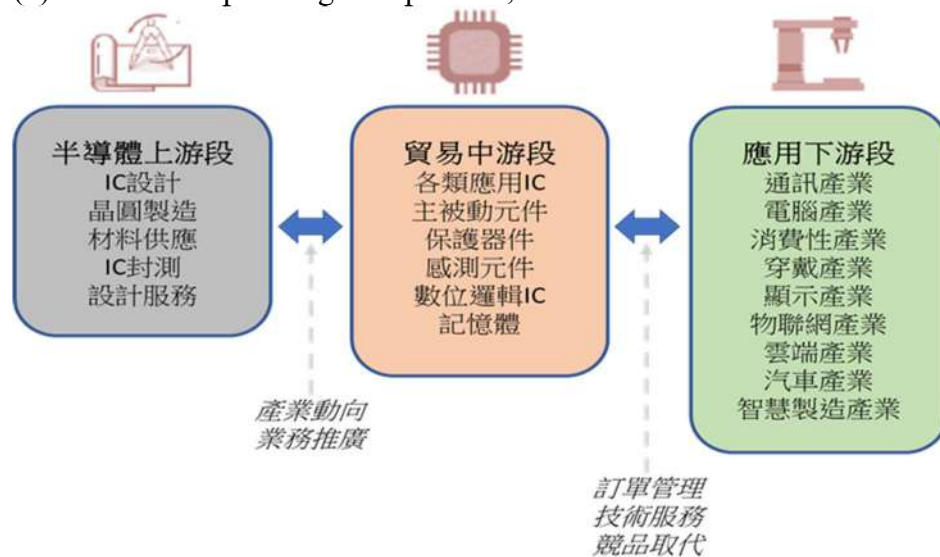 半導體上游段
IC設計
晶圓製造
材料供應
IC封測
設計服務
貿易中游段
各類應用IC
主被動元件
保護器件
感測元件
數位邏輯IC
記憶體
應用下游段
通訊產業
電腦產業
消費性產業
穿戴產業
顯示產業
物聯網產業
雲端產業
汽車產業
智慧製造產業
產業動向
業務推廣
訂單管理
技術服務
競品取代